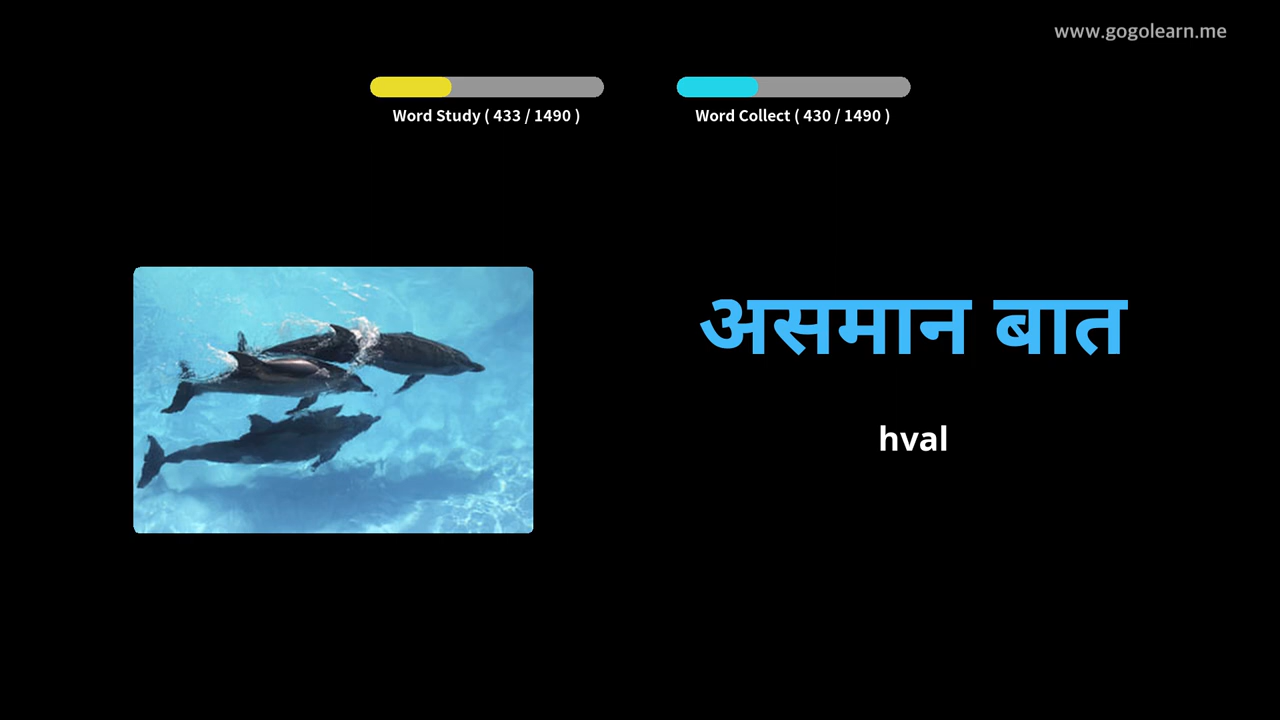 www.gogolearn.me
Word Study ( 433 / 1490 )
Word Collect ( 430 / 1490 )
असमान बात
hval